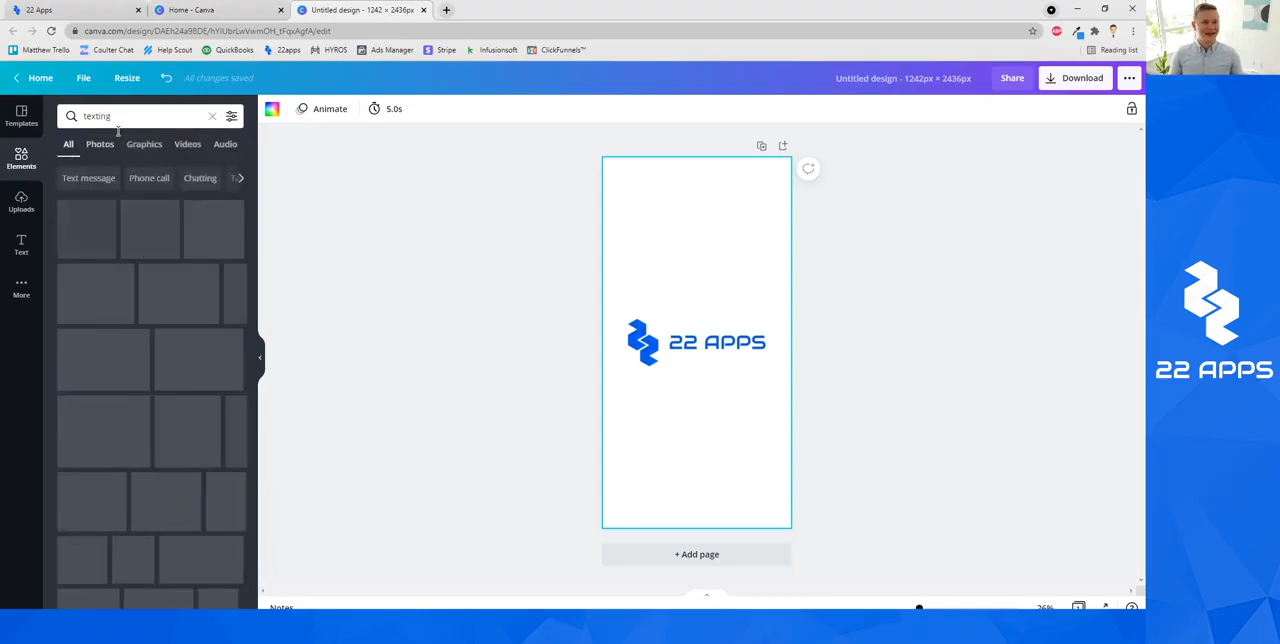 22 Apps
Home - Canva
Untitled design - 1242 × 2436px
canva.com/design/
/edit
Matthew Trello
Coulter Chat
Help Scout
QuickBooks
22apps
HYROS
Ads Manager
Stripe
Infusionsoft
ClickFunnels™
Reading list
Home
File
Resize
All changes saved
Untitled design - 1242px × 2436px
Share
Download
Templates
texting
Animate
5.0s
All
Photos
Graphics
Videos
Audio
Elements
Text message
Phone call
Chatting
Uploads
Text
More
22 APPS
+ Add page
Notes
26%
22 APPS